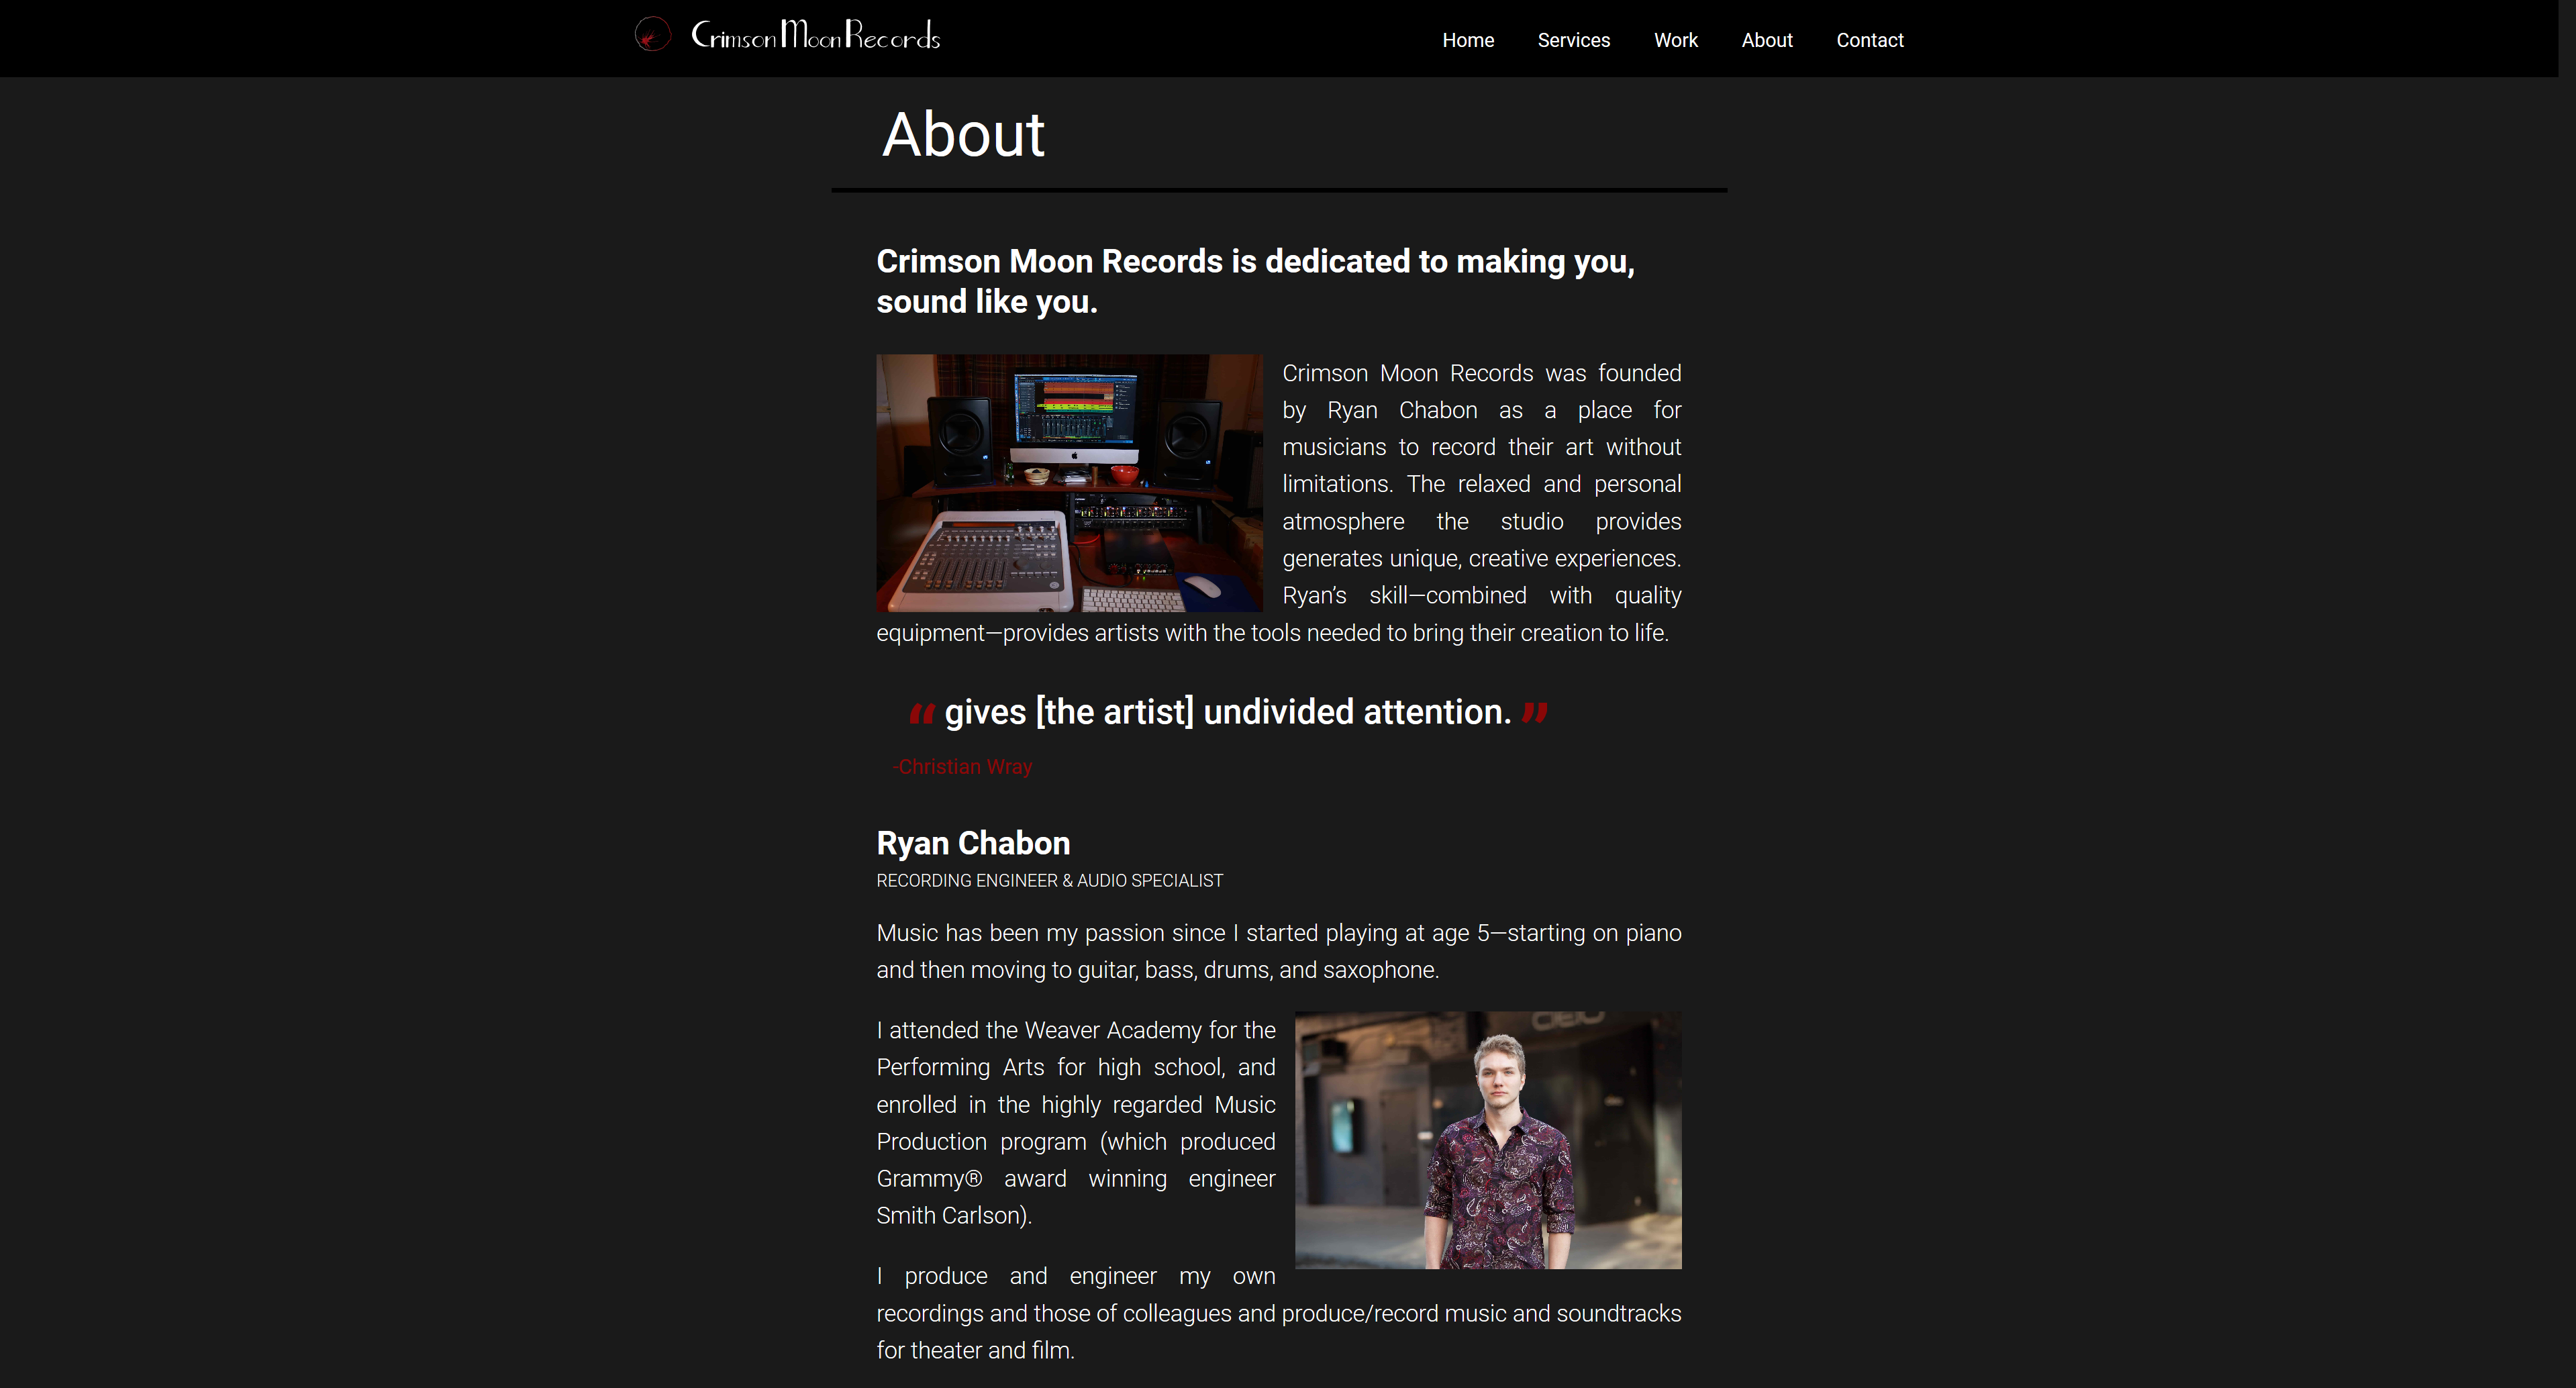 Crimson Moon Records
Home Services Work About Contact
About
Crimson Moon Records is dedicated to making you,
sound like you.
Crimson Moon Records was founded
by Ryan Chabon as a place for
musicians to record their art without
limitations. The relaxed and personal
atmosphere the studio provides
generates unique, creative experiences.
Ryan’s skill—combined with quality
equipment—provides artists with the tools needed to bring their creation to life.
“ gives [the artist] undivided attention. ”
-Christian Wray
Ryan Chabon
RECORDING ENGINEER & AUDIO SPECIALIST
Music has been my passion since I started playing at age 5—starting on piano
and then moving to guitar, bass, drums, and saxophone.
I attended the Weaver Academy for the
Performing Arts for high school, and
enrolled in the highly regarded Music
Production program (which produced
Grammy® award winning engineer
Smith Carlson).
I produce and engineer my own
recordings and those of colleagues and produce/record music and soundtracks
for theater and film.